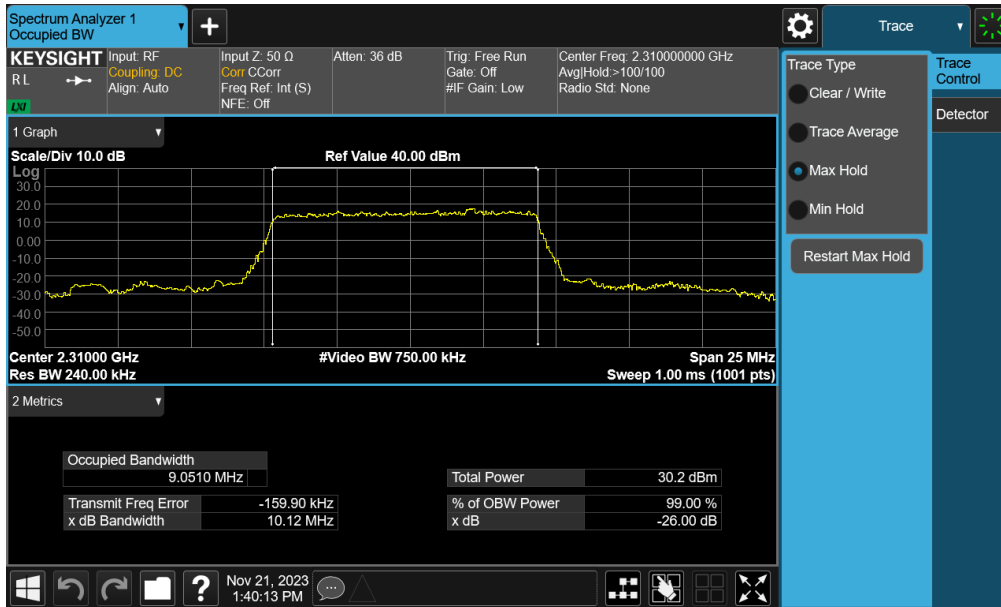 Spectrum Analyzer 1
Occupied BW
+
Trace
KEYSIGHT Input: RF Input Z: 50 Ω Atten: 36 dB Trig: Free Run Center Freq: 2.310000000 GHz
R L Coupling: DC Corr CCorr Gate: Off Avg|Hold:>100/100
Align: Auto Freq Ref: Int (S) #IF Gain: Low Radio Std: None
LXI NFE: Off
Trace Type
Clear / Write
Trace Average
Max Hold
Min Hold
Restart Max Hold
Trace
Control
Detector
1 Graph
Scale/Div 10.0 dB Ref Value 40.00 dBm
Log
30.0
20.0
10.0
0.00
-10.0
-20.0
-30.0
-40.0
-50.0
Center 2.31000 GHz #Video BW 750.00 kHz Span 25 MHz
Res BW 240.00 kHz Sweep 1.00 ms (1001 pts)
2 Metrics
Occupied Bandwidth
9.0510 MHz Total Power 30.2 dBm
Transmit Freq Error -159.90 kHz % of OBW Power 99.00 %
x dB Bandwidth 10.12 MHz x dB -26.00 dB
? Nov 21, 2023
1:40:13 PM